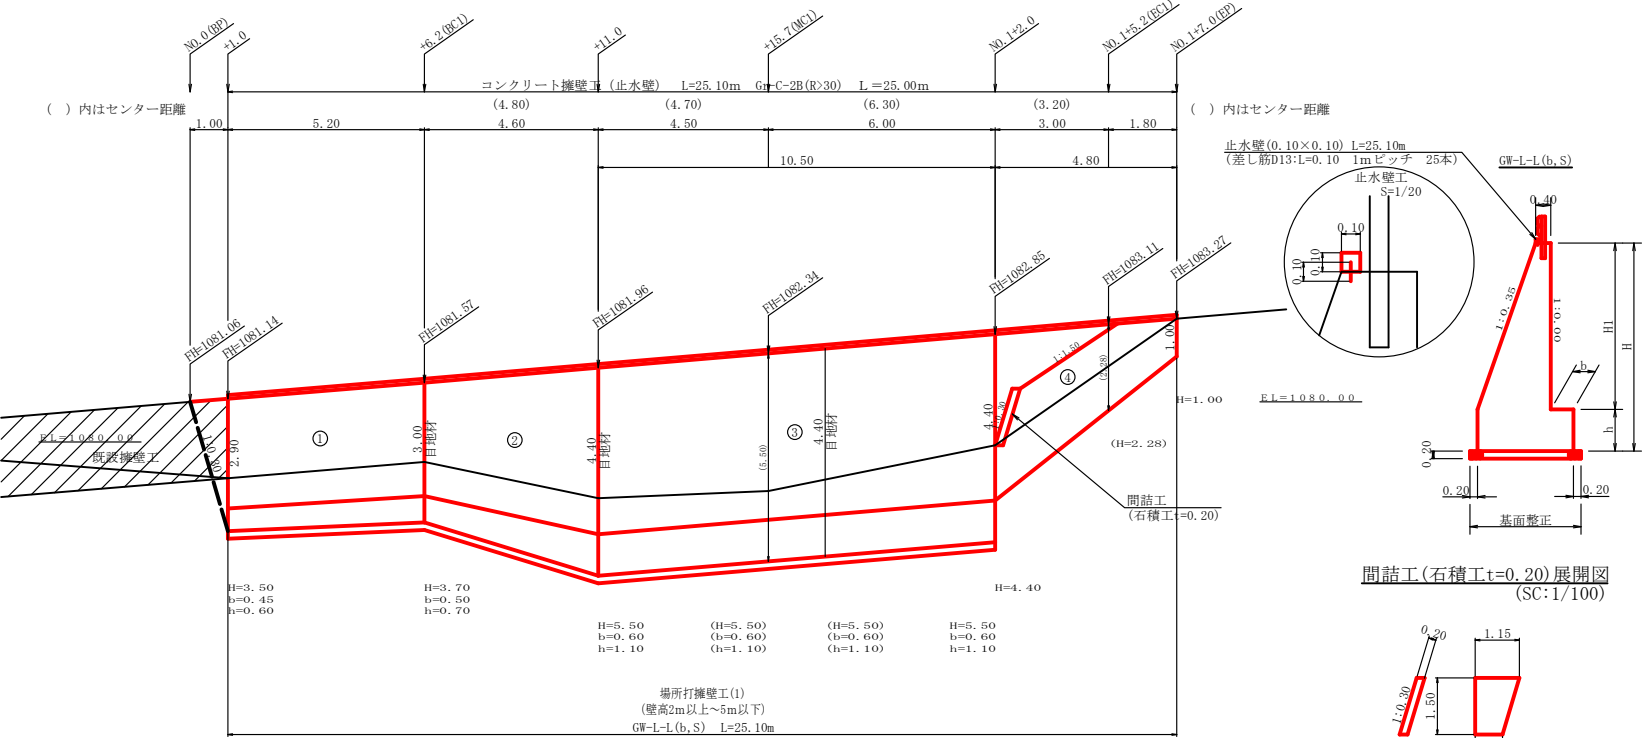 NO.0(BP)
+1.0
+6.2(BC1)
+11.0
+15.7(MC1)
NO.1+2.0
NO.1+5.2(EC1)
NO.1+7.0(EP)
コンクリート擁壁工 (止水壁) L=25.10m Gr-C-2B(R>30) L=25.00m
( ) 内はセンター距離
(4.80)
(4.70)
(6.30)
(3.20)
( ) 内はセンター距離
1.00
5.20
4.60
4.50
6.00
3.00
1.80
10.50
4.80
FH=1081.06
FH=1081.14
FH=1081.57
FH=1081.96
FH=1082.34
FH=1082.85
FH=1083.11
FH=1083.27
EL=1080.00
既設擁壁工
1:0.30
2.90
①
3.00
目地材
②
4.40
目地材
(5.50)
③
4.40
目地材
4.40
1:0.30
1:1.50
④
(2.28)
1.00
H=1.00
EL=1080.00
(H=2.28)
間詰工
(石積工t=0.20)
H=3.50
b=0.45
h=0.60
H=3.70
b=0.50
h=0.70
H=5.50
b=0.60
h=1.10
(H=5.50)
(b=0.60)
(h=1.10)
(H=5.50)
(b=0.60)
(h=1.10)
H=5.50
b=0.60
h=1.10
H=4.40
場所打擁壁工(1)
(壁高2m以上～5m以下)
GW-L-L(b,S) L=25.10m
止水壁(0.10×0.10) L=25.10m
(差し筋D13:L=0.10 1mピッチ 25本)
止水壁工
S=1/20
0.10
0.10
0.10
GW-L-L(b,S)
0.40
1:0.35
1:0.00
H1
H
b
h
0.20
0.20
0.20
基面整正
間詰工(石積工t=0.20)展開図
(SC:1/100)
0.20
1.15
1:0.30
1.50